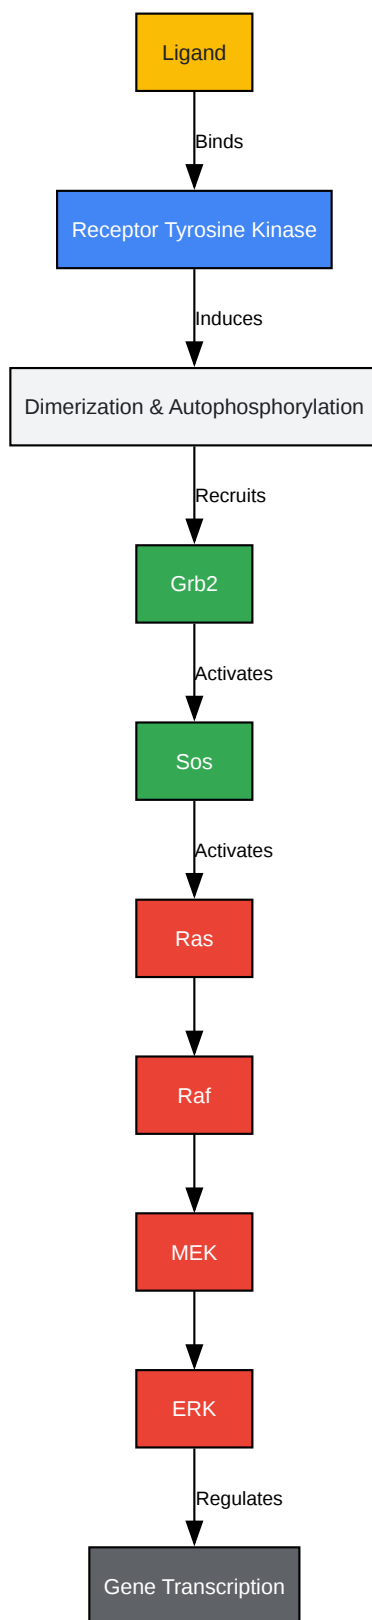 Ligand
Binds
Receptor Tyrosine Kinase
Induces
Dimerization & Autophosphorylation
Recruits
Grb2
Activates
Sos
Activates
Ras
Raf
MEK
ERK
Regulates
Gene Transcription